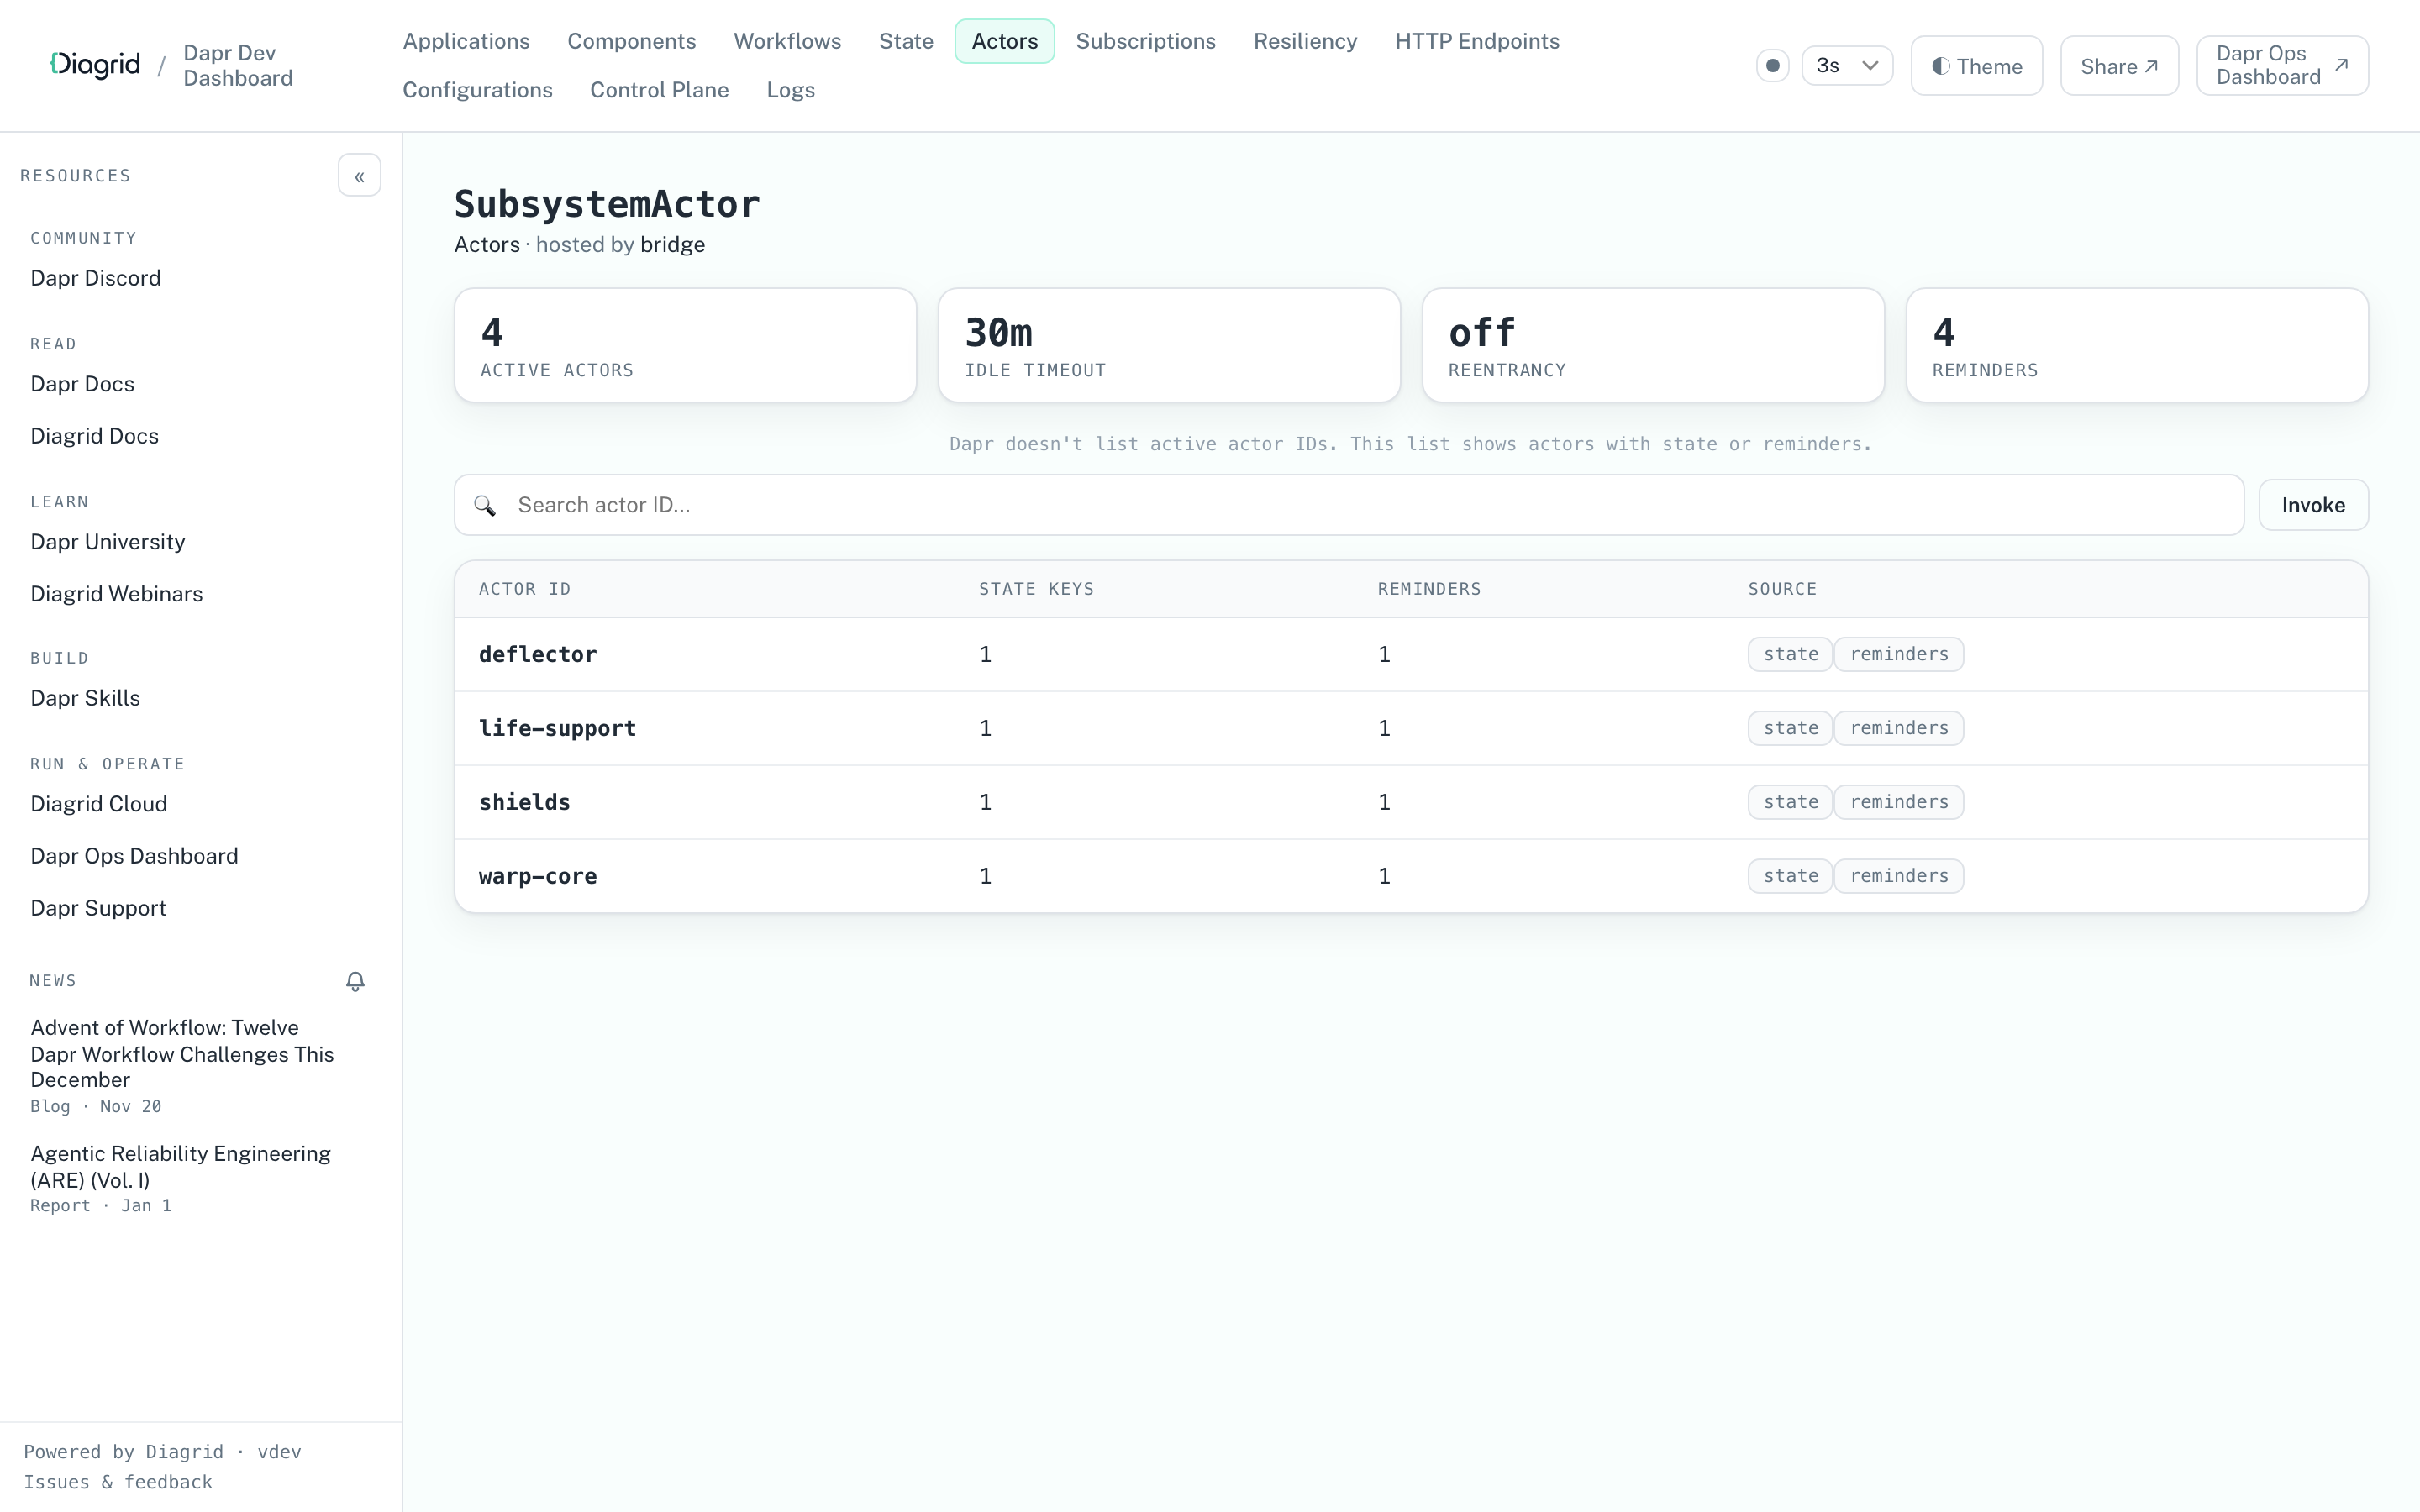 Diagrid / Dapr Dev Dashboard
Applications Components Workflows State Actors Subscriptions Resiliency HTTP Endpoints
Configurations Control Plane Logs
3s Theme Share ↗ Dapr Ops Dashboard ↗
RESOURCES «
COMMUNITY
Dapr Discord
READ
Dapr Docs
Diagrid Docs
LEARN
Dapr University
Diagrid Webinars
BUILD
Dapr Skills
RUN & OPERATE
Diagrid Cloud
Dapr Ops Dashboard
Dapr Support
NEWS
Advent of Workflow: Twelve
Dapr Workflow Challenges This
December
Blog · Nov 20
Agentic Reliability Engineering
(ARE) (Vol. I)
Report · Jan 1
Powered by Diagrid · vdev
Issues & feedback
SubsystemActor
Actors · hosted by bridge
4
ACTIVE ACTORS
30m
IDLE TIMEOUT
off
REENTRANCY
4
REMINDERS
Dapr doesn't list active actor IDs. This list shows actors with state or reminders.
Search actor ID...
Invoke
ACTOR ID STATE KEYS REMINDERS SOURCE
deflector 1 1 state reminders
life-support 1 1 state reminders
shields 1 1 state reminders
warp-core 1 1 state reminders